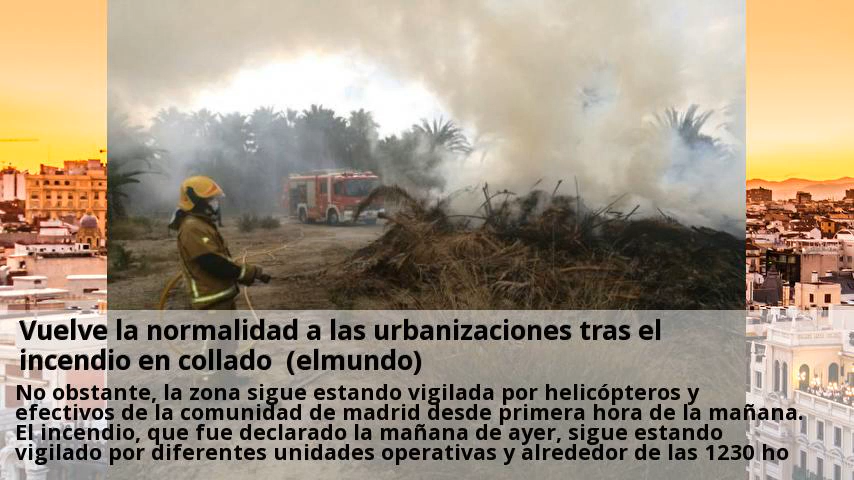 Vuelve la normalidad a las urbanizaciones tras el
incendio en collado  (elmundo)
No obstante, la zona sigue estando vigilada por helicópteros y
efectivos de la comunidad de madrid desde primera hora de la mañana.
El incendio, que fue declarado la mañana de ayer, sigue estando
vigilado por diferentes unidades operativas y alrededor de las 1230 ho